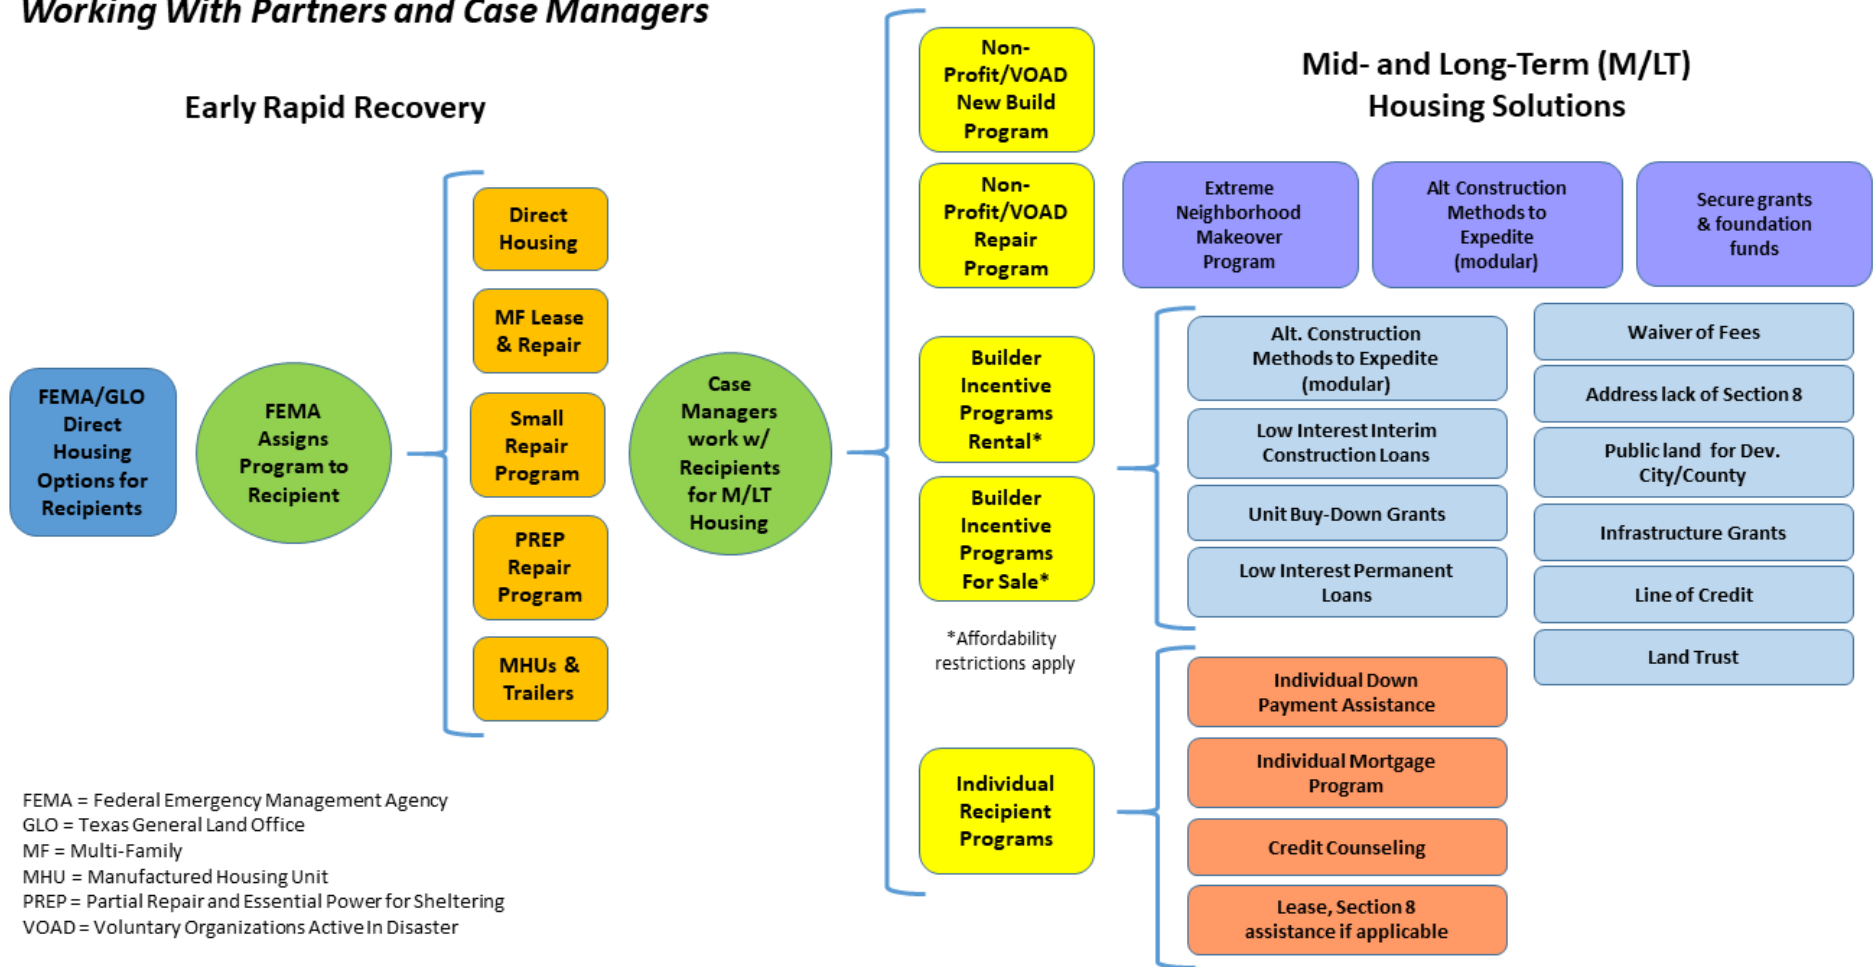 Working With Partners and Case Managers
Early Rapid Recovery
FEMA/GLO
Direct
Housing
Options for
Recipients
FEMA
Assigns
Program to
Recipient
Direct
Housing
MF Lease
& Repair
Small
Repair
Program
PREP
Repair
Program
MHUs &
Trailers
Case
Managers
work w/
Recipients
for M/LT
Housing
Non-
Profit/VOAD
New Build
Program
Non-
Profit/VOAD
Repair
Program
Builder
Incentive
Programs
Rental*
Builder
Incentive
Programs
For Sale*
*Affordability
restrictions apply
Individual
Recipient
Programs
Mid- and Long-Term (M/LT)
Housing Solutions
Extreme
Neighborhood
Makeover
Program
Alt Construction
Methods to
Expedite
(modular)
Secure grants
& foundation
funds
Alt. Construction
Methods to Expedite
(modular)
Low Interest Interim
Construction Loans
Unit Buy-Down Grants
Low Interest Permanent
Loans
Waiver of Fees
Address lack of Section 8
Public land for Dev.
City/County
Infrastructure Grants
Line of Credit
Land Trust
Individual Down
Payment Assistance
Individual Mortgage
Program
Credit Counseling
Lease, Section 8
assistance if applicable
FEMA = Federal Emergency Management Agency
GLO = Texas General Land Office
MF = Multi-Family
MHU = Manufactured Housing Unit
PREP = Partial Repair and Essential Power for Sheltering
VOAD = Voluntary Organizations Active In Disaster